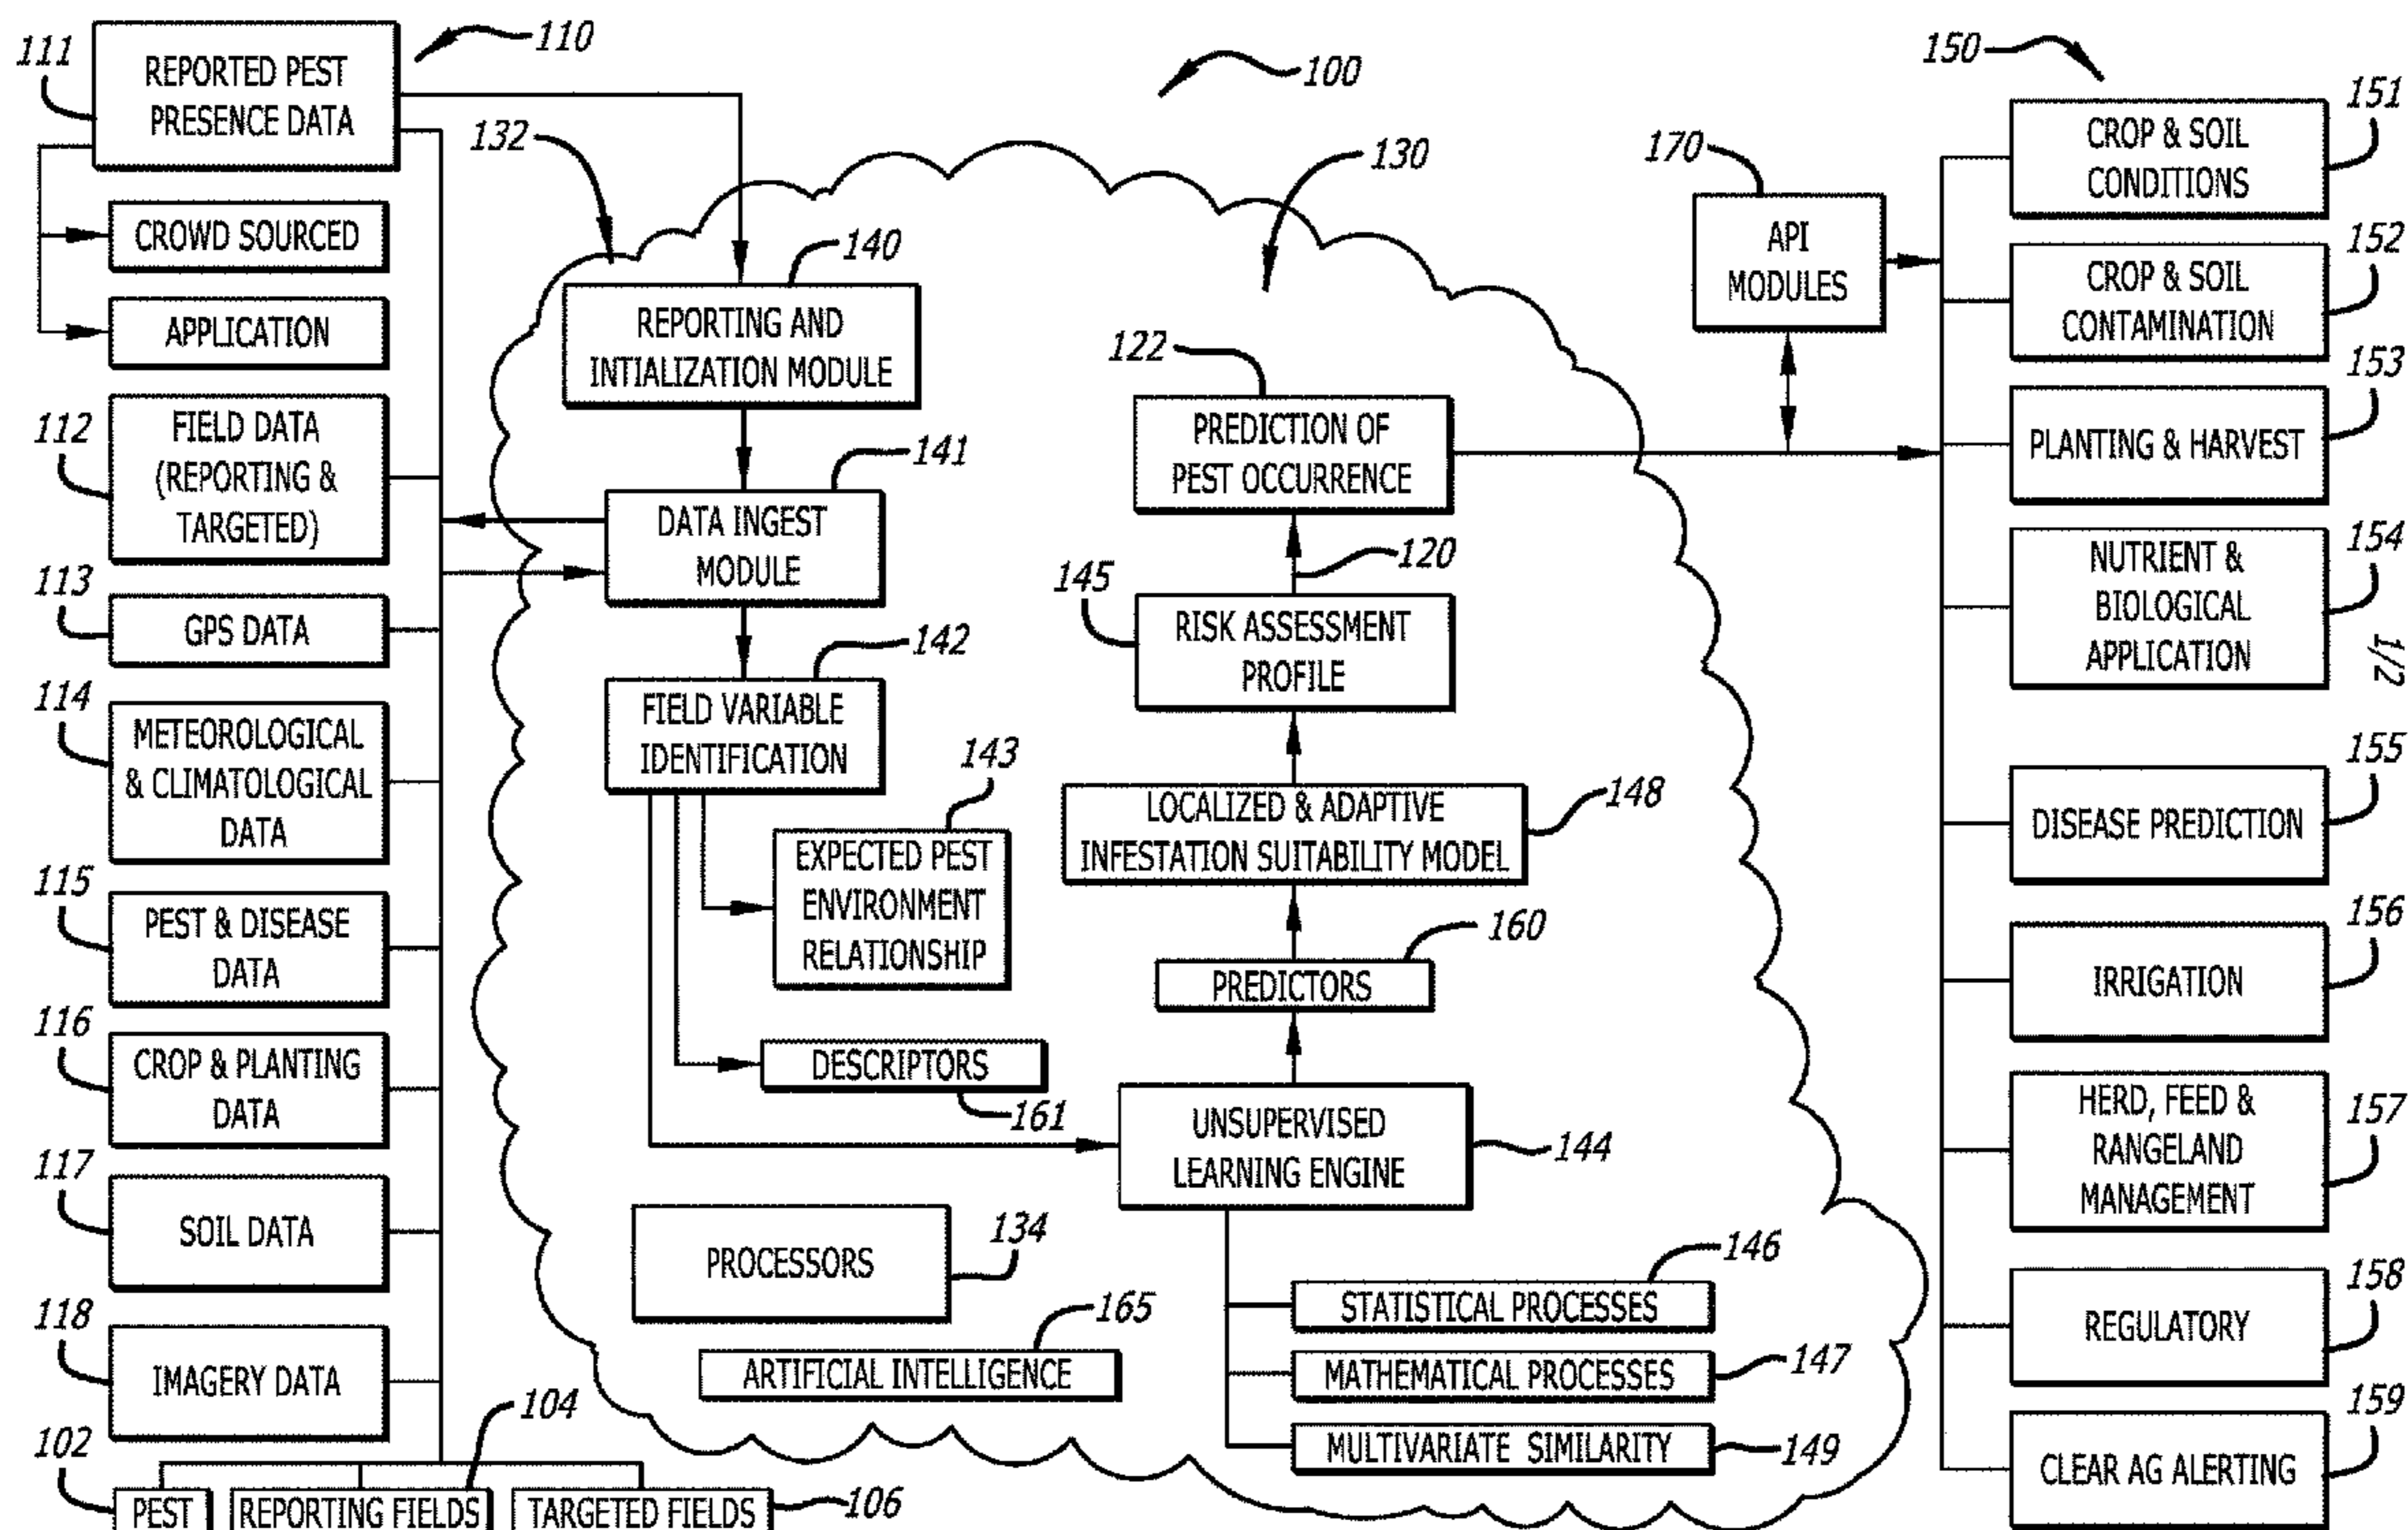 110
111
REPORTED PEST
PRESENCE DATA
CROWD SOURCED
APPLICATION
112
FIELD DATA
(REPORTING &
TARGETED)
113
GPS DATA
114
METEOROLOGICAL
& CLIMATOLOGICAL
DATA
115
PEST & DISEASE
DATA
116
CROP & PLANTING
DATA
117
SOIL DATA
118
IMAGERY DATA
102
PEST
104
REPORTING FIELDS
TARGETED FIELDS
106
100
132
130
140
REPORTING AND
INTIALIZATION MODULE
141
DATA INGEST
MODULE
142
FIELD VARIABLE
IDENTIFICATION
143
EXPECTED PEST
ENVIRONMENT
RELATIONSHIP
DESCRIPTORS
161
PROCESSORS
134
165
ARTIFICIAL INTELLIGENCE
122
PREDICTION OF
PEST OCCURRENCE
120
145
RISK ASSESSMENT
PROFILE
148
LOCALIZED & ADAPTIVE
INFESTATION SUITABILITY MODEL
160
PREDICTORS
UNSUPERVISED
LEARNING ENGINE
144
146
STATISTICAL PROCESSES
MATHEMATICAL PROCESSES
147
MULTIVARIATE SIMILARITY
149
170
API
MODULES
150
151
CROP & SOIL
CONDITIONS
152
CROP & SOIL
CONTAMINATION
153
PLANTING & HARVEST
154
NUTRIENT &
BIOLOGICAL
APPLICATION
1/2
155
DISEASE PREDICTION
156
IRRIGATION
157
HERD, FEED &
RANGELAND
MANAGEMENT
158
REGULATORY
159
CLEAR AG ALERTING